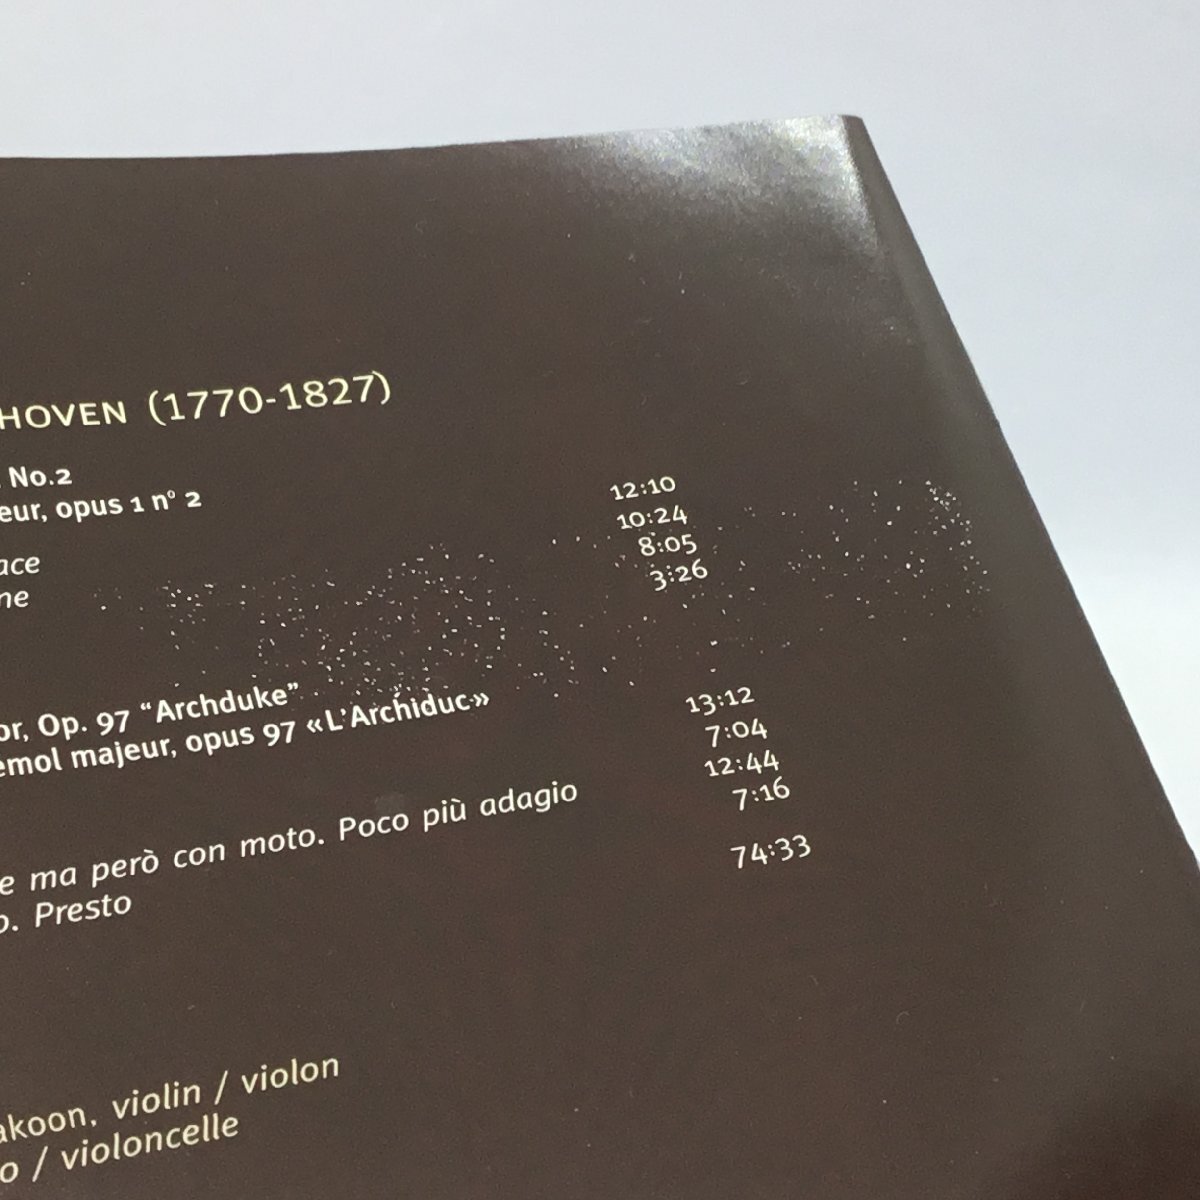 HOVEN (1770-1827)
No.2
eur, opus 1 n° 2
12:10
ace 10:24
ne 8:05
3:26
or, Op. 97 “Archduke”
emol majeur, opus 97 «L'Archiduc»
13:12
7:04
e ma però con moto. Poco più adagio 12:44
o. Presto 7:16
74:33
akoon, violin / violon
o / violoncelle